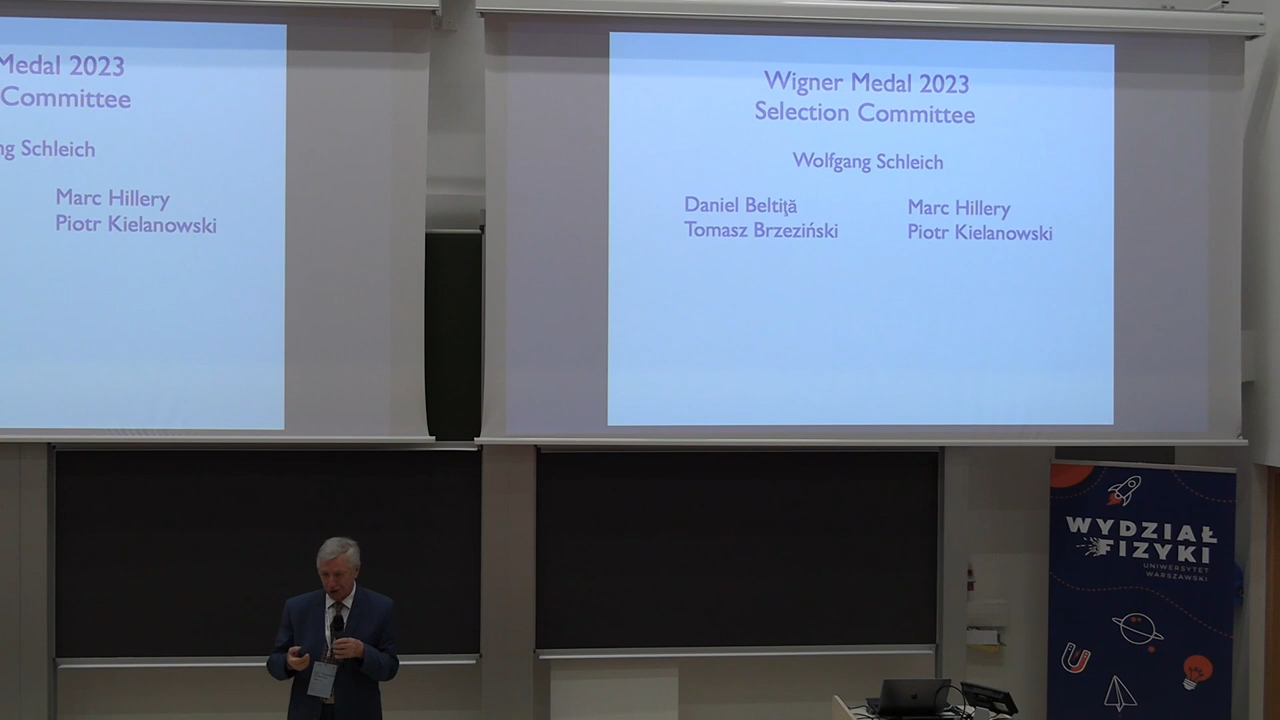 Medal 2023
Committee
ng Schleich
Marc Hillery
Piotr Kielanowski
Wigner Medal 2023
Selection Committee
Wolfgang Schleich
Daniel Beltiţă
Marc Hillery
Tomasz Brzeziński
Piotr Kielanowski
WYDZIAŁ
FIZYKI
UNIWERSYTET
WARSZAWSKI